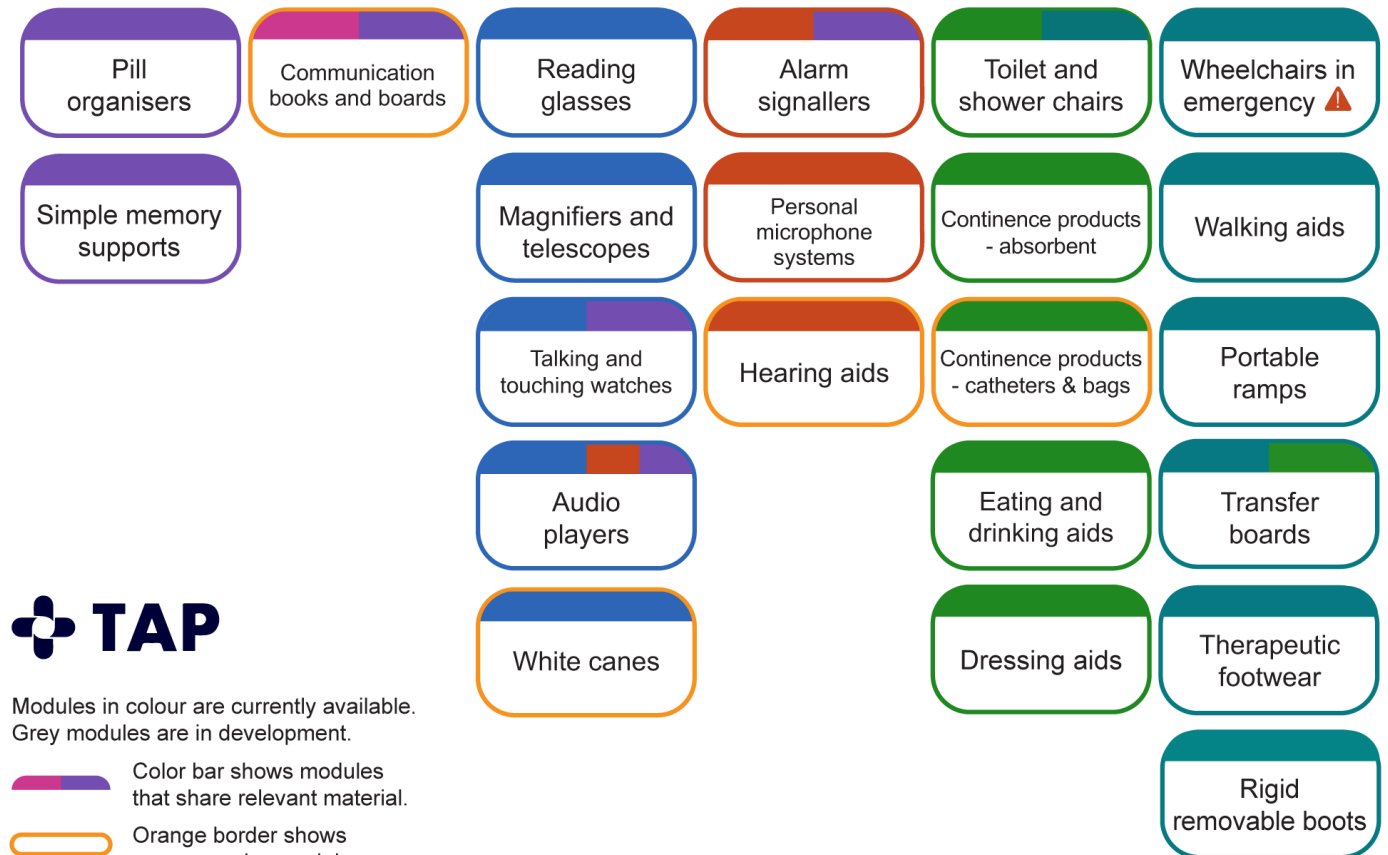 Pill
organisers
Communication
books and boards
Reading
glasses
Alarm
signallers
Toilet and
shower chairs
Wheelchairs in
emergency
Simple memory
supports
Magnifiers and
telescopes
Personal
microphone
systems
Continence products
- absorbent
Walking aids
Talking and
touching watches
Hearing aids
Continence products
- catheters & bags
Portable
ramps
Audio
players
Eating and
drinking aids
Transfer
boards
White canes
Dressing aids
Therapeutic
footwear
Rigid
removable boots
TAP
Modules in colour are currently available.
Grey modules are in development.
Color bar shows modules
that share relevant material.
Orange border shows